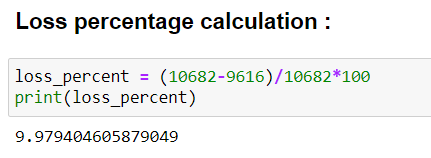 Loss percentage calculation :
loss_percent = (10682-9616)/10682*100
print(loss_percent)
9.979404605879049